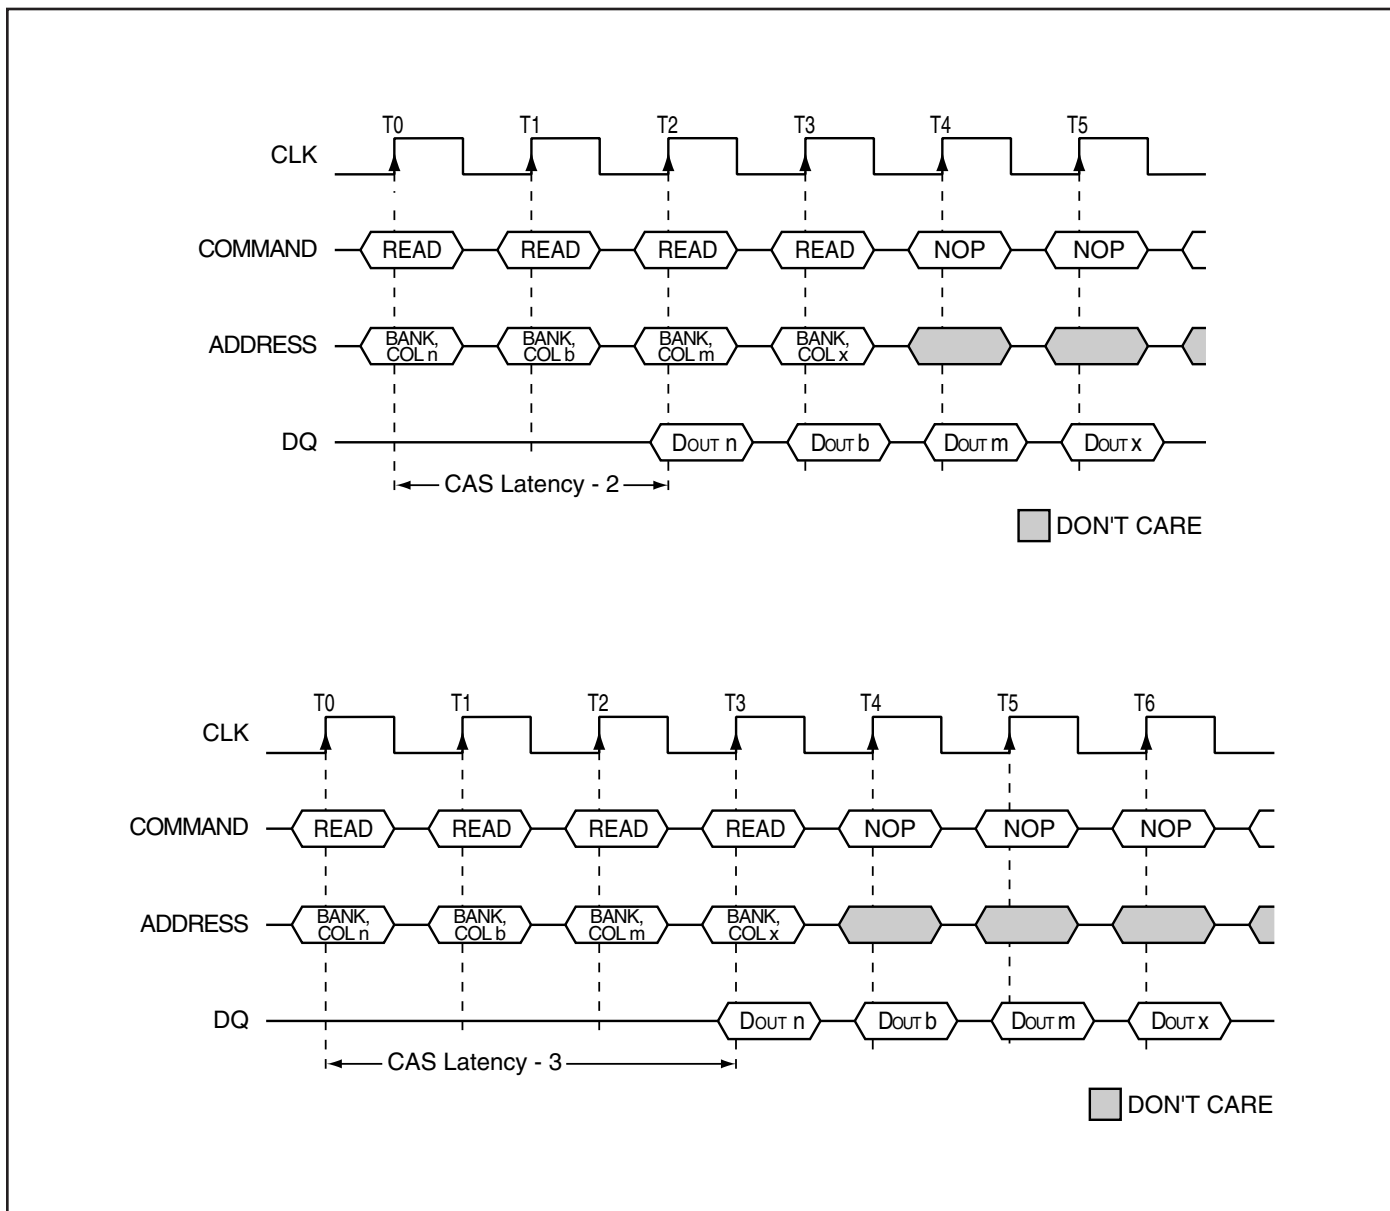 T0 T1 T2 T3 T4 T5
CLK
COMMAND READ READ READ READ NOP NOP
ADDRESS BANK, COL n BANK, COL b BANK, COL m BANK, COL x
DQ DOUT n DOUT b DOUT m DOUT x
CAS Latency - 2
DON'T CARE
T0 T1 T2 T3 T4 T5 T6
CLK
COMMAND READ READ READ READ NOP NOP NOP
ADDRESS BANK, COL n BANK, COL b BANK, COL m BANK, COL x
DQ DOUT n DOUT b DOUT m DOUT x
CAS Latency - 3
DON'T CARE